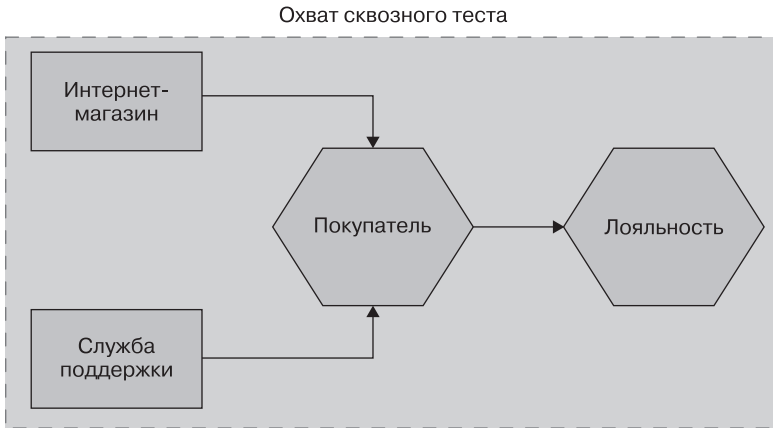 Охват сквозного теста
Интернет-
магазин
Покупатель
Лояльность
Служба
поддержки